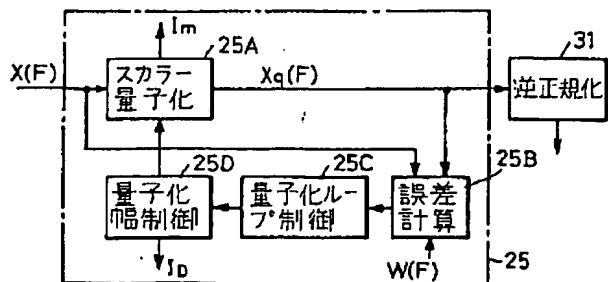 Im
25A
31
X(F)
スカラー
量子化
Xq(F)
逆正規化
25D
25C
25B
量子化
幅制御
量子化ルー
プ制御
誤差
計算
ID
W(F)
25